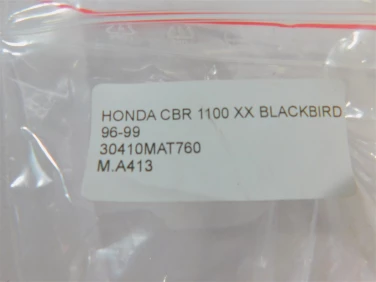 HONDA CBR 1100 XX BLACKBIRD
96-99
30410MAT760
M.A413